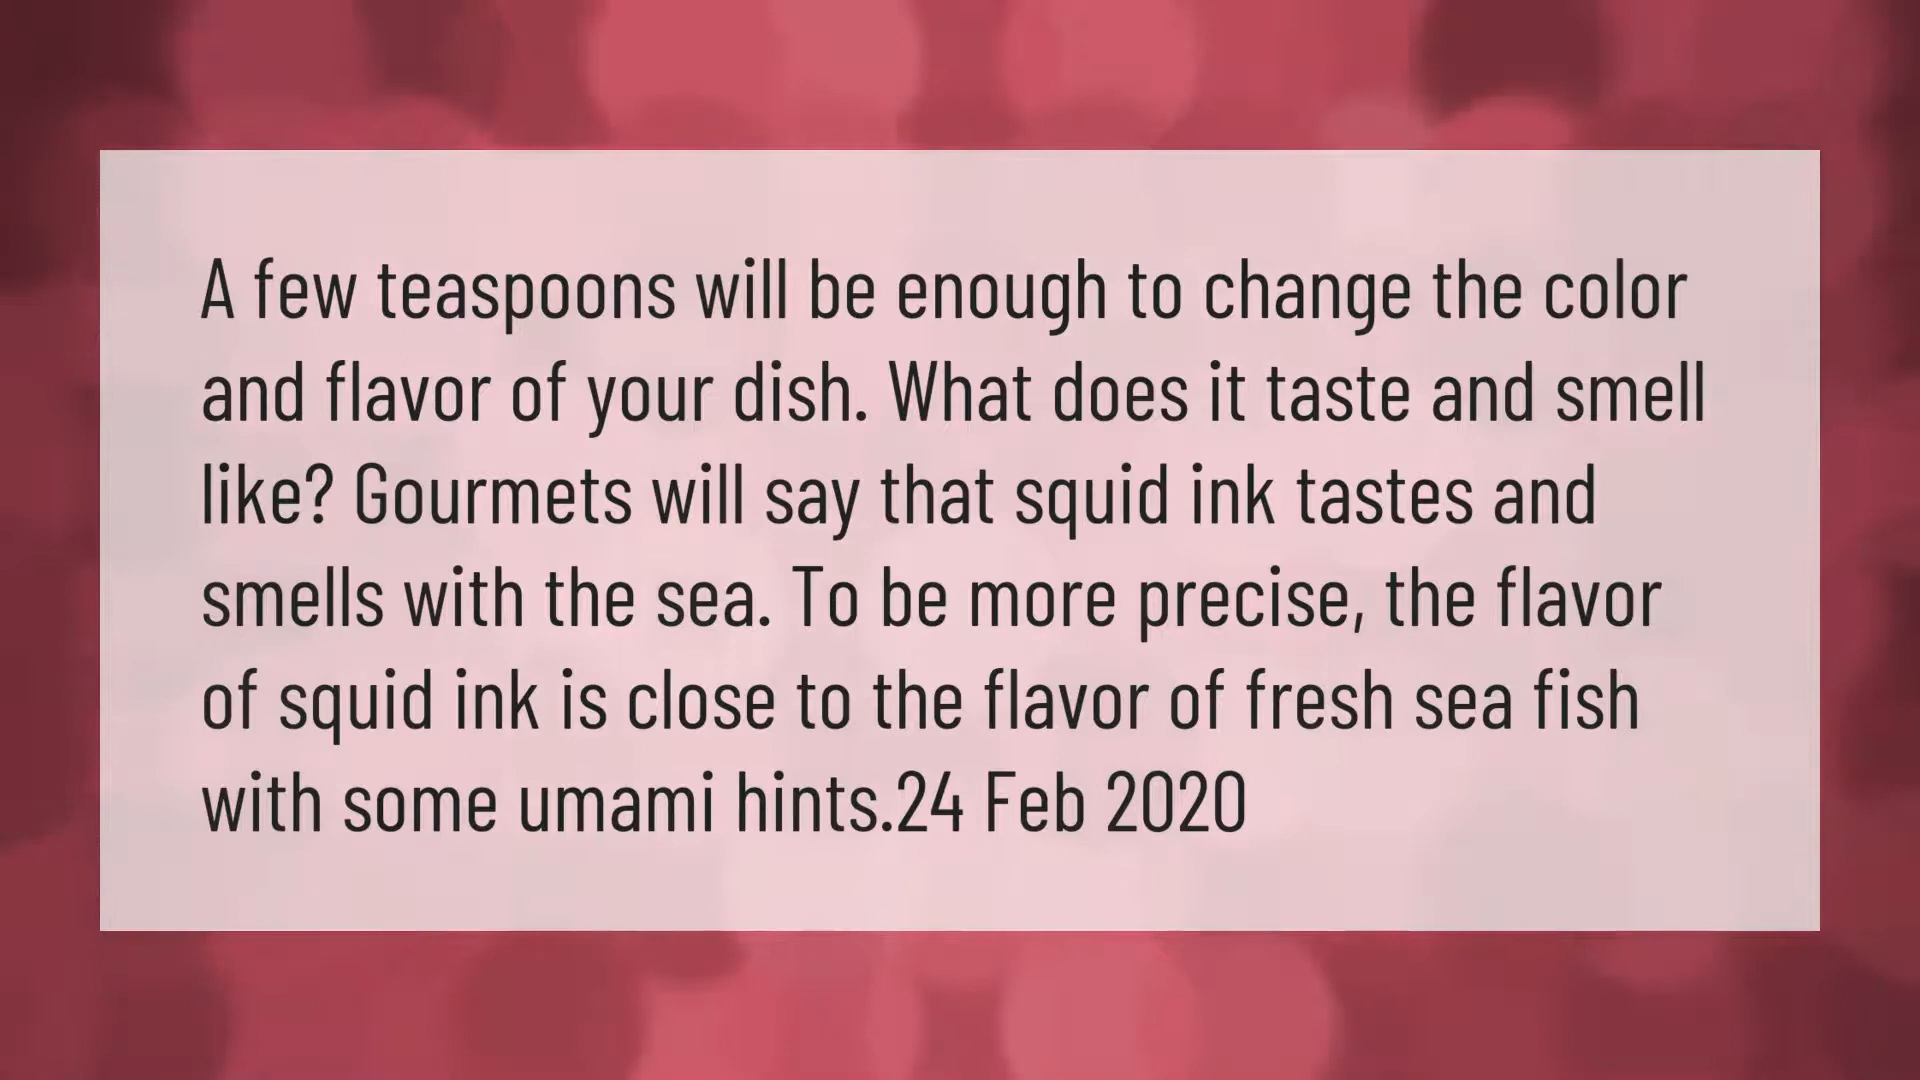 A few teaspoons will be enough to change the color
and flavor of your dish. What does it taste and smell
like? Gourmets will say that squid ink tastes and
smells with the sea. To be more precise, the flavor
of squid ink is close to the flavor of fresh sea fish
with some umami hints.24 Feb 2020